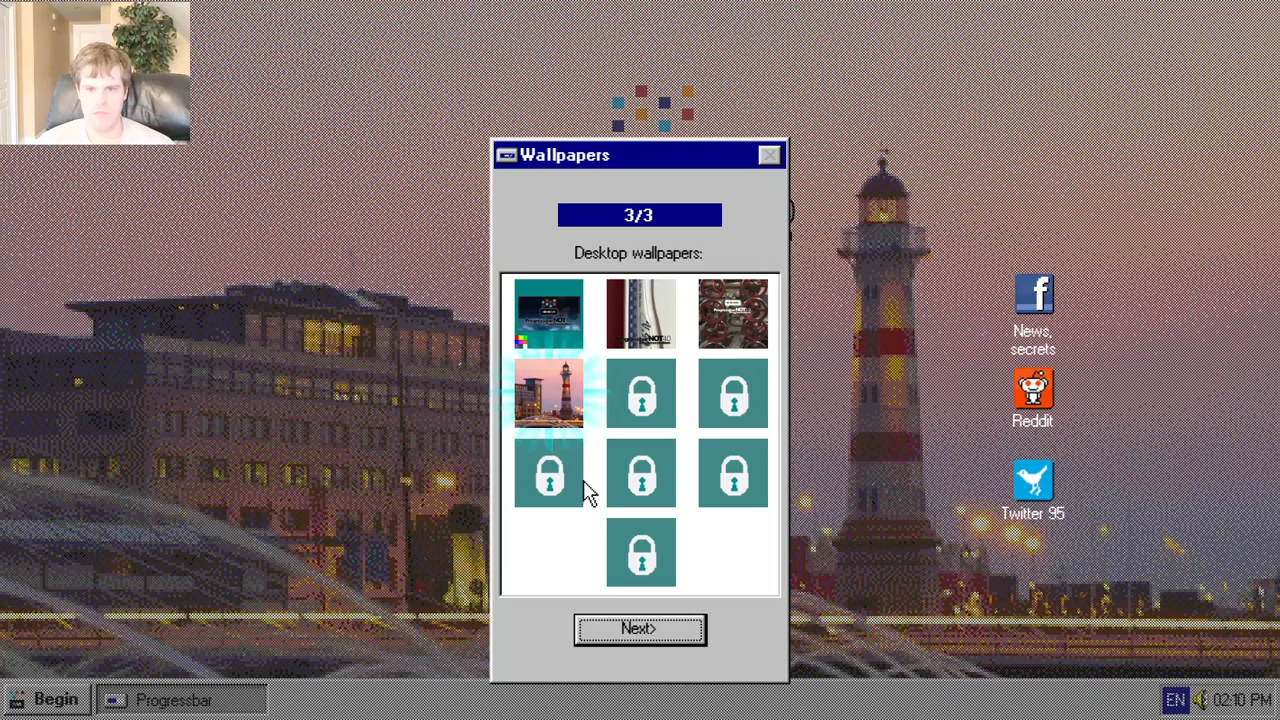 Wallpapers
3/3
Desktop wallpapers:
Next>
News,
secrets
Reddit
Twitter 95
Begin
Progressbar
EN
02:10 PM